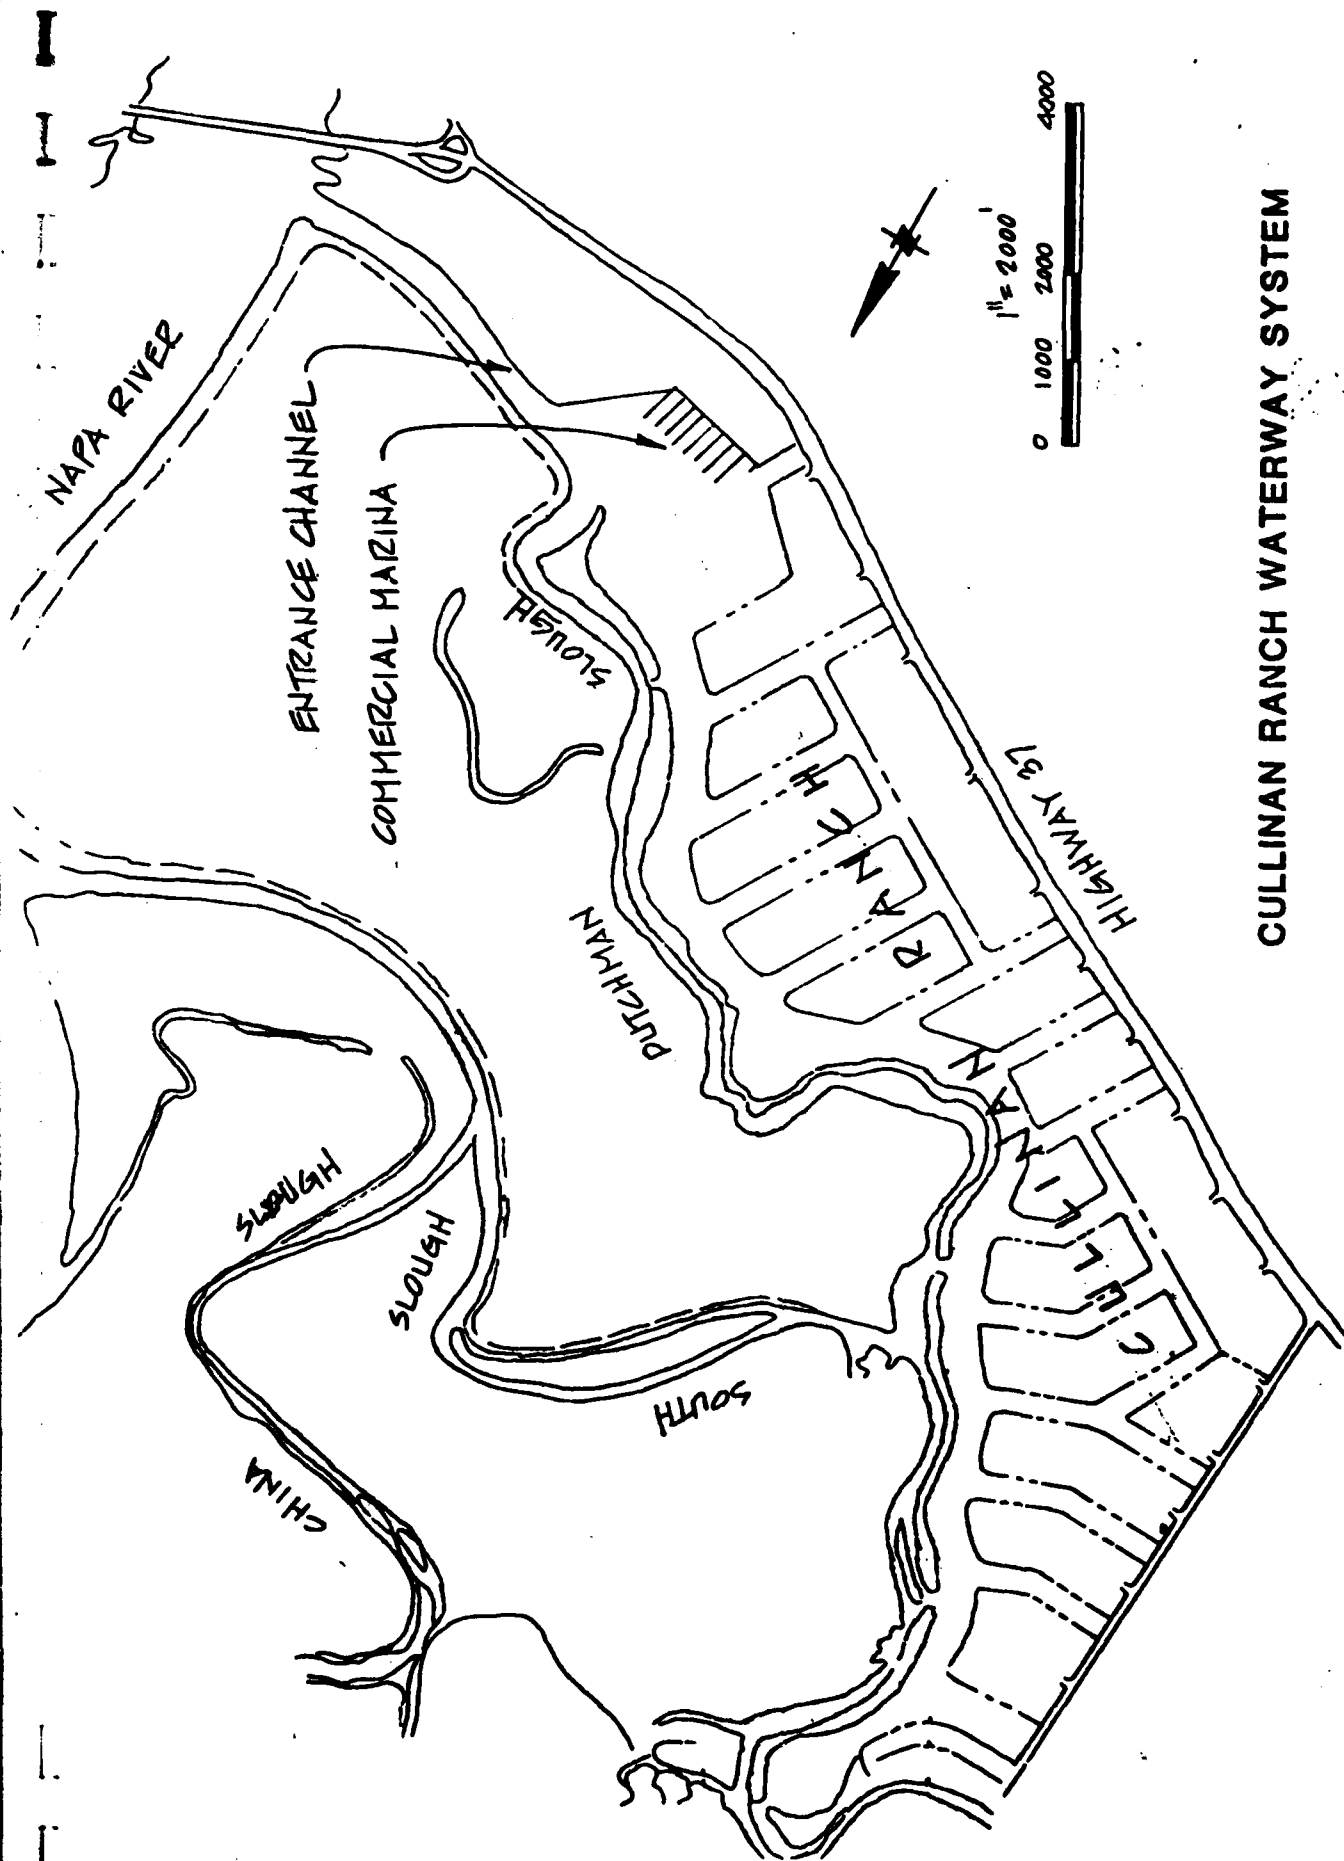 NAPA RIVER
ENTRANCE CHANNEL
COMMERCIAL MARINA
SLOUGH
DUTCHMAN
SLOUGH
CHINA
SLOUGH
SOUTH
CULLINAN RANCH
HIGHWAY 37
1"=2000'
0 1000 2000 4000
CULLINAN RANCH WATERWAY SYSTEM